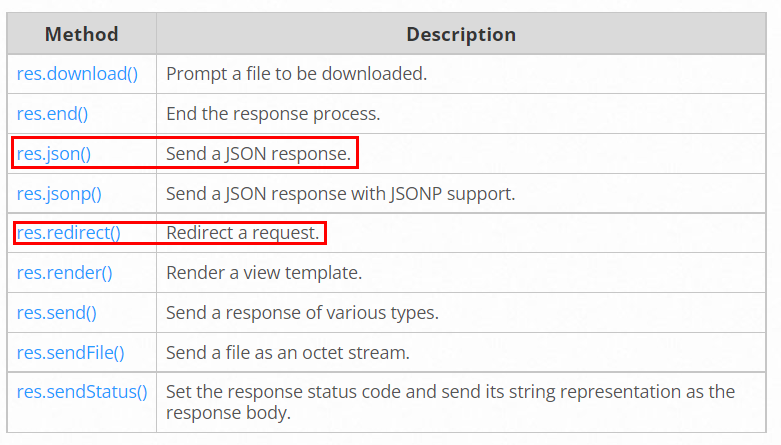 Method Description
res.download() Prompt a file to be downloaded.
res.end() End the response process.
res.json() Send a JSON response.
res.jsonp() Send a JSON response with JSONP support.
res.redirect() Redirect a request.
res.render() Render a view template.
res.send() Send a response of various types.
res.sendFile() Send a file as an octet stream.
res.sendStatus() Set the response status code and send its string representation as the
response body.